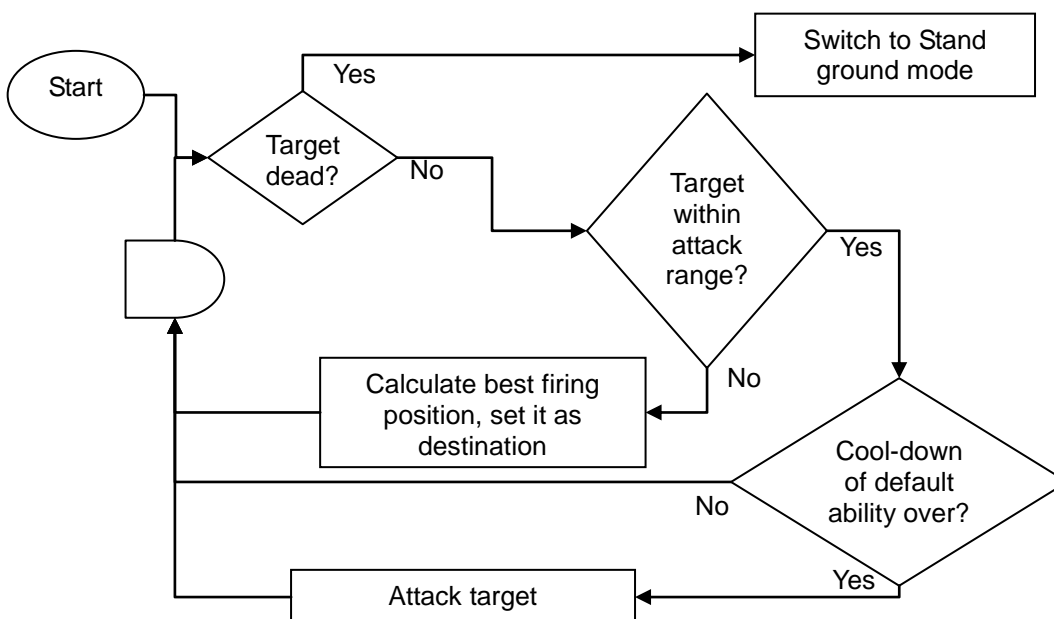 Start
Yes
Switch to Stand
ground mode
Target
dead?
No
Target
within
attack
range?
Yes
No
Calculate best firing
position, set it as
destination
Cool-down
of default
ability over?
No
Yes
Attack target